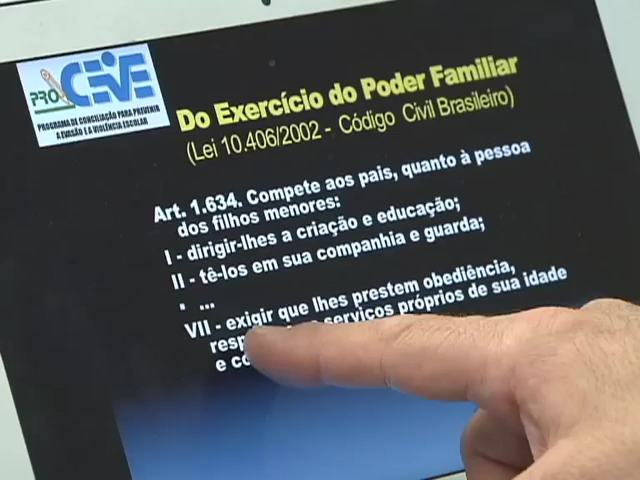 PRO CEIVE
PROGRAMA DE CONCILIAÇÃO PARA PREVENIR
A EVASÃO E A VIOLÊNCIA ESCOLAR
Do Exercício do Poder Familiar
(Lei 10.406/2002 - Código Civil Brasileiro)
Art. 1.634. Compete aos pais, quanto à pessoa
dos filhos menores:
I - dirigir-lhes a criação e educação;
II - tê-los em sua companhia e guarda;
. ...
VII - exigir que lhes prestem obediência,
serviços próprios de sua idade
e